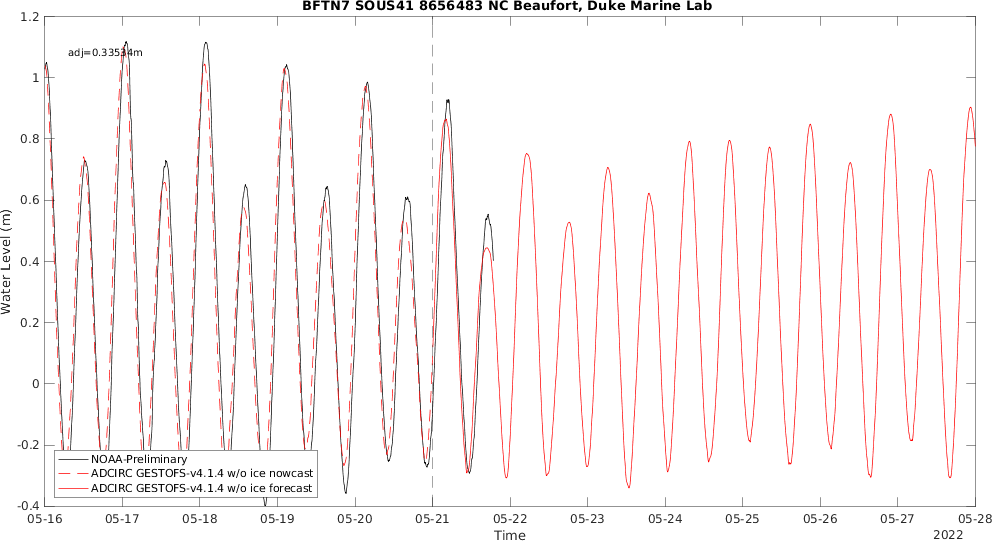 BFTN7 SOUS41 8656483 NC Beaufort, Duke Marine Lab
adj=0.33534m
Water Level (m)
1.2
1
0.8
0.6
0.4
0.2
0
-0.2
-0.4
NOAA-Preliminary
ADCIRC GESTOFS-v4.1.4 w/o ice nowcast
ADCIRC GESTOFS-v4.1.4 w/o ice forecast
05-16 05-17 05-18 05-19 05-20 05-21 05-22 05-23 05-24 05-25 05-26 05-27 05-28
Time
2022